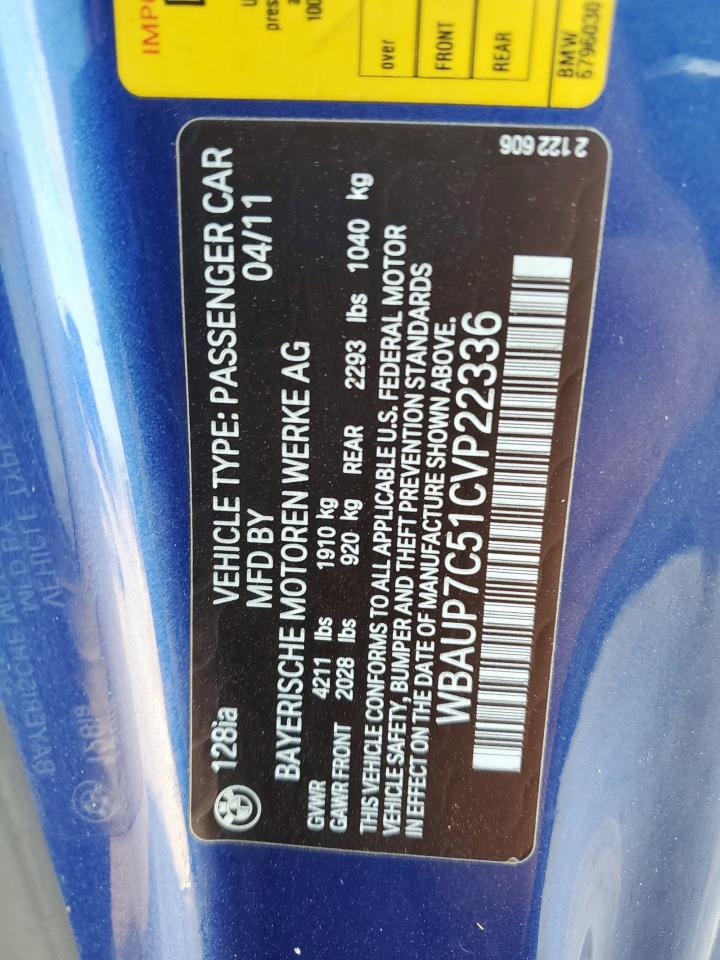 IMPO
over
FRONT
REAR
BMW
6796030
128ia VEHICLE TYPE: PASSENGER CAR
MFD BY 04/11
BAYERISCHE MOTOREN WERKE AG
GVWR 4211 lbs 1910 kg
GAWR FRONT 2028 lbs 920 kg REAR 2293 lbs 1040 kg
THIS VEHICLE CONFORMS TO ALL APPLICABLE U.S. FEDERAL MOTOR
VEHICLE SAFETY, BUMPER AND THEFT PREVENTION STANDARDS
IN EFFECT ON THE DATE OF MANUFACTURE SHOWN ABOVE.
WBAUP7C51CVP22336
2 122 606